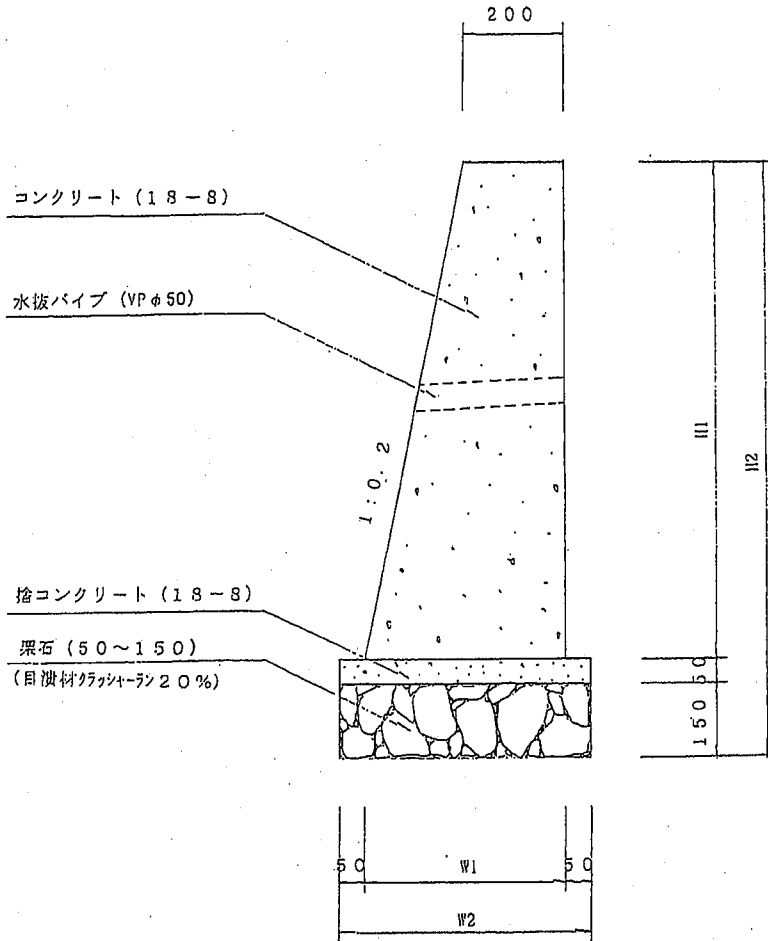 200
コンクリート (18-8)
水抜パイプ (VPφ50)
1:0.2
H1
H2
捨コンクリート (18~8)
栗石 (50~150)
(目潰材クラッシャーラン20%)
50
150
50
W1
50
W2